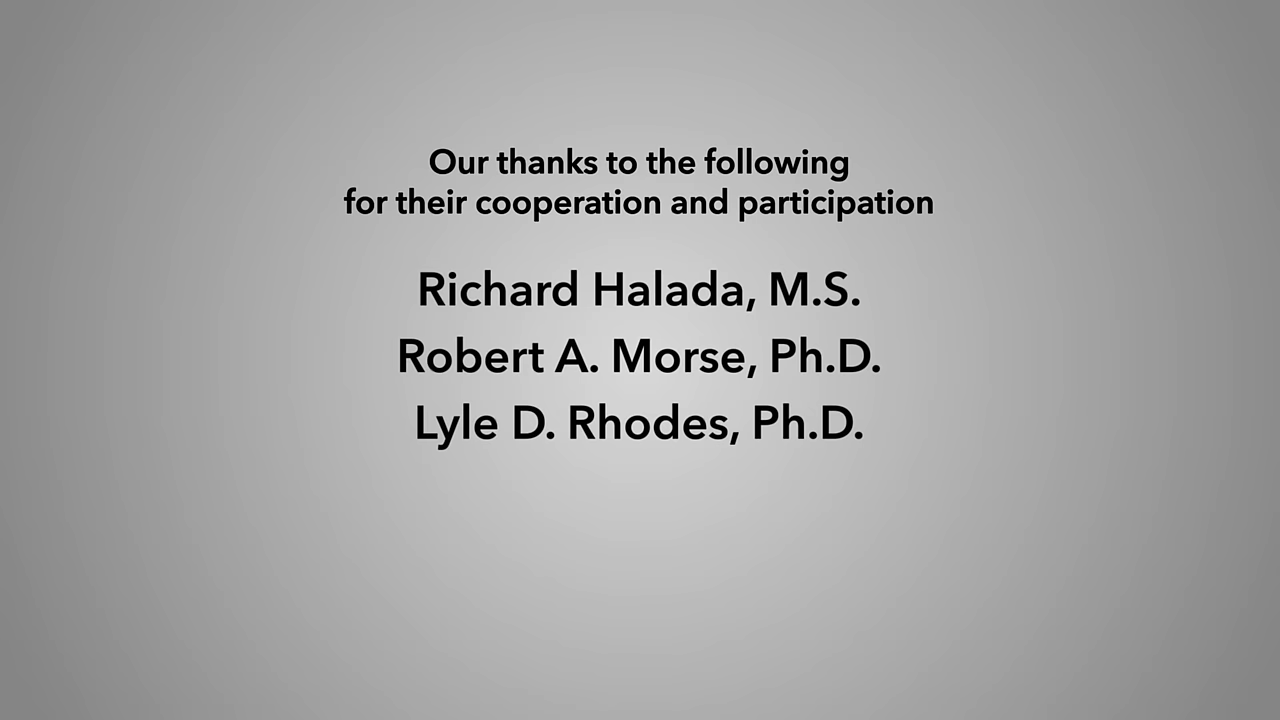 Our thanks to the following
for their cooperation and participation
Richard Halada, M.S.
Robert A. Morse, Ph.D.
Lyle D. Rhodes, Ph.D.